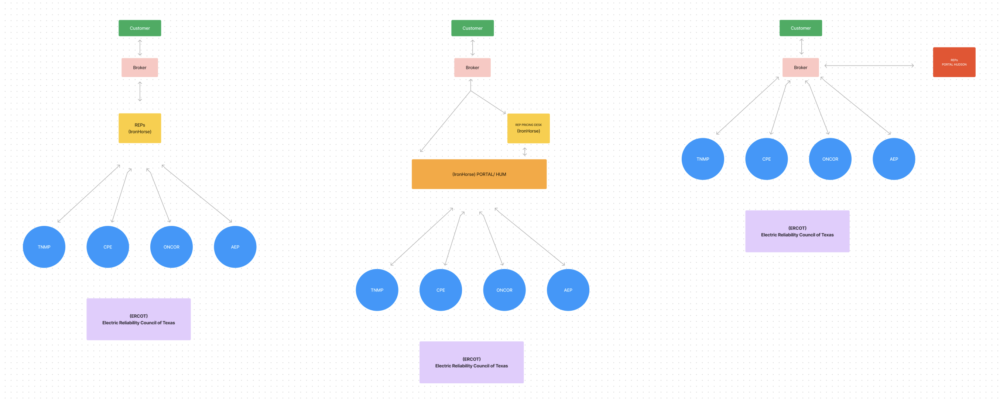 Customer
Broker
REPs
(IronHorse)
TNMP
CPE
ONCOR
AEP
(ERCOT)
Electric Reliability Council of Texas
Customer
Broker
REP PRICING DESK
(IronHorse)
(IronHorse) PORTAL/ HUM
TNMP
CPE
ONCOR
AEP
(ERCOT)
Electric Reliability Council of Texas
Customer
Broker
REPs
PORTAL HUDSON
TNMP
CPE
ONCOR
AEP
(ERCOT)
Electric Reliability Council of Texas